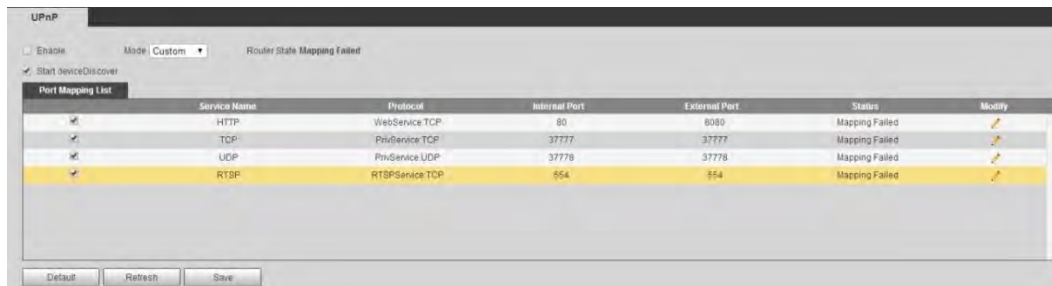 UPnP
Enable Mode Custom Router State Mapping Failed
Start deviceDiscover
Port Mapping List
Service Name Protocol Internal Port External Port Status Modify
HTTP WebService:TCP 80 8080 Mapping Failed
TCP PrivService:TCP 37777 37777 Mapping Failed
UDP PrivService:UDP 37778 37778 Mapping Failed
RTSP RTSPService:TCP 554 554 Mapping Failed
Default Refresh Save